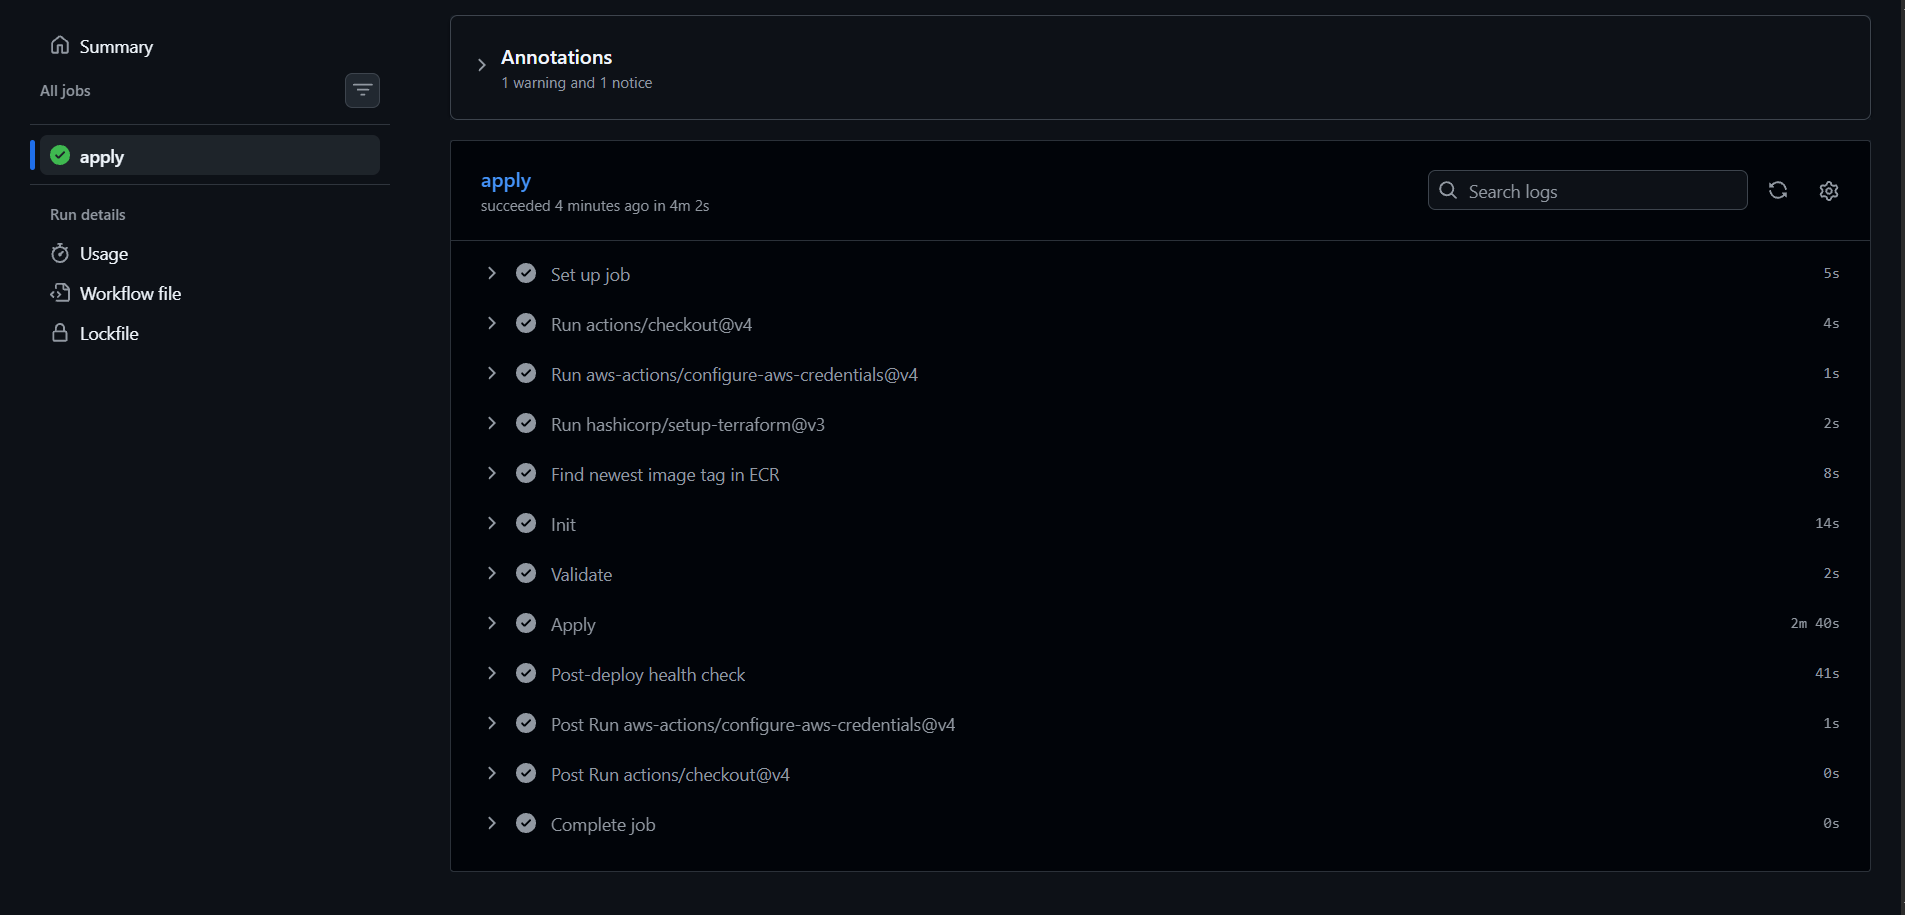 Summary
All jobs
apply
Run details
Usage
Workflow file
Lockfile
Annotations
1 warning and 1 notice
apply
succeeded 4 minutes ago in 4m 2s
Search logs
Set up job 5s
Run actions/checkout@v4 4s
Run aws-actions/configure-aws-credentials@v4 1s
Run hashicorp/setup-terraform@v3 2s
Find newest image tag in ECR 8s
Init 14s
Validate 2s
Apply 2m 40s
Post-deploy health check 41s
Post Run aws-actions/configure-aws-credentials@v4 1s
Post Run actions/checkout@v4 0s
Complete job 0s